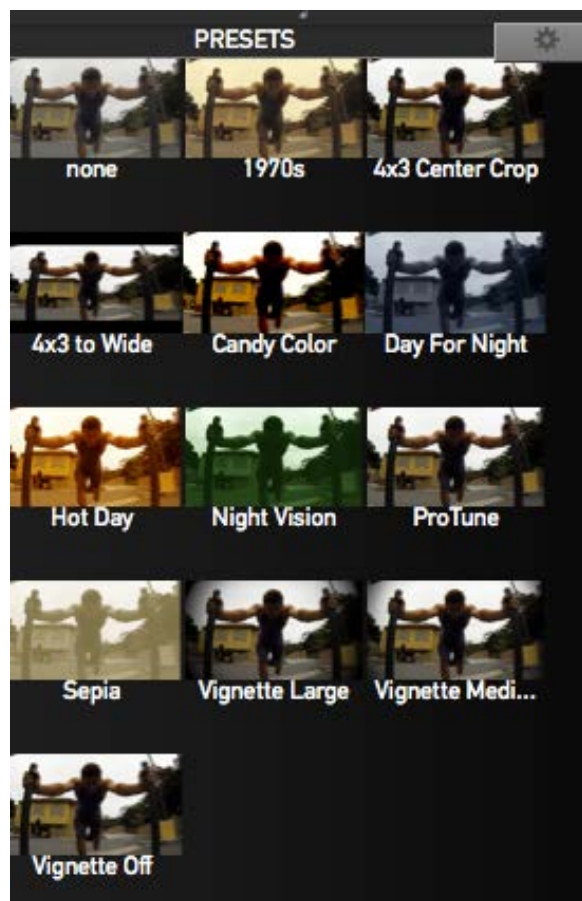 PRESETS
none
1970s
4x3 Center Crop
4x3 to Wide
Candy Color
Day For Night
Hot Day
Night Vision
ProTune
Sepia
Vignette Large
Vignette Medi...
Vignette Off